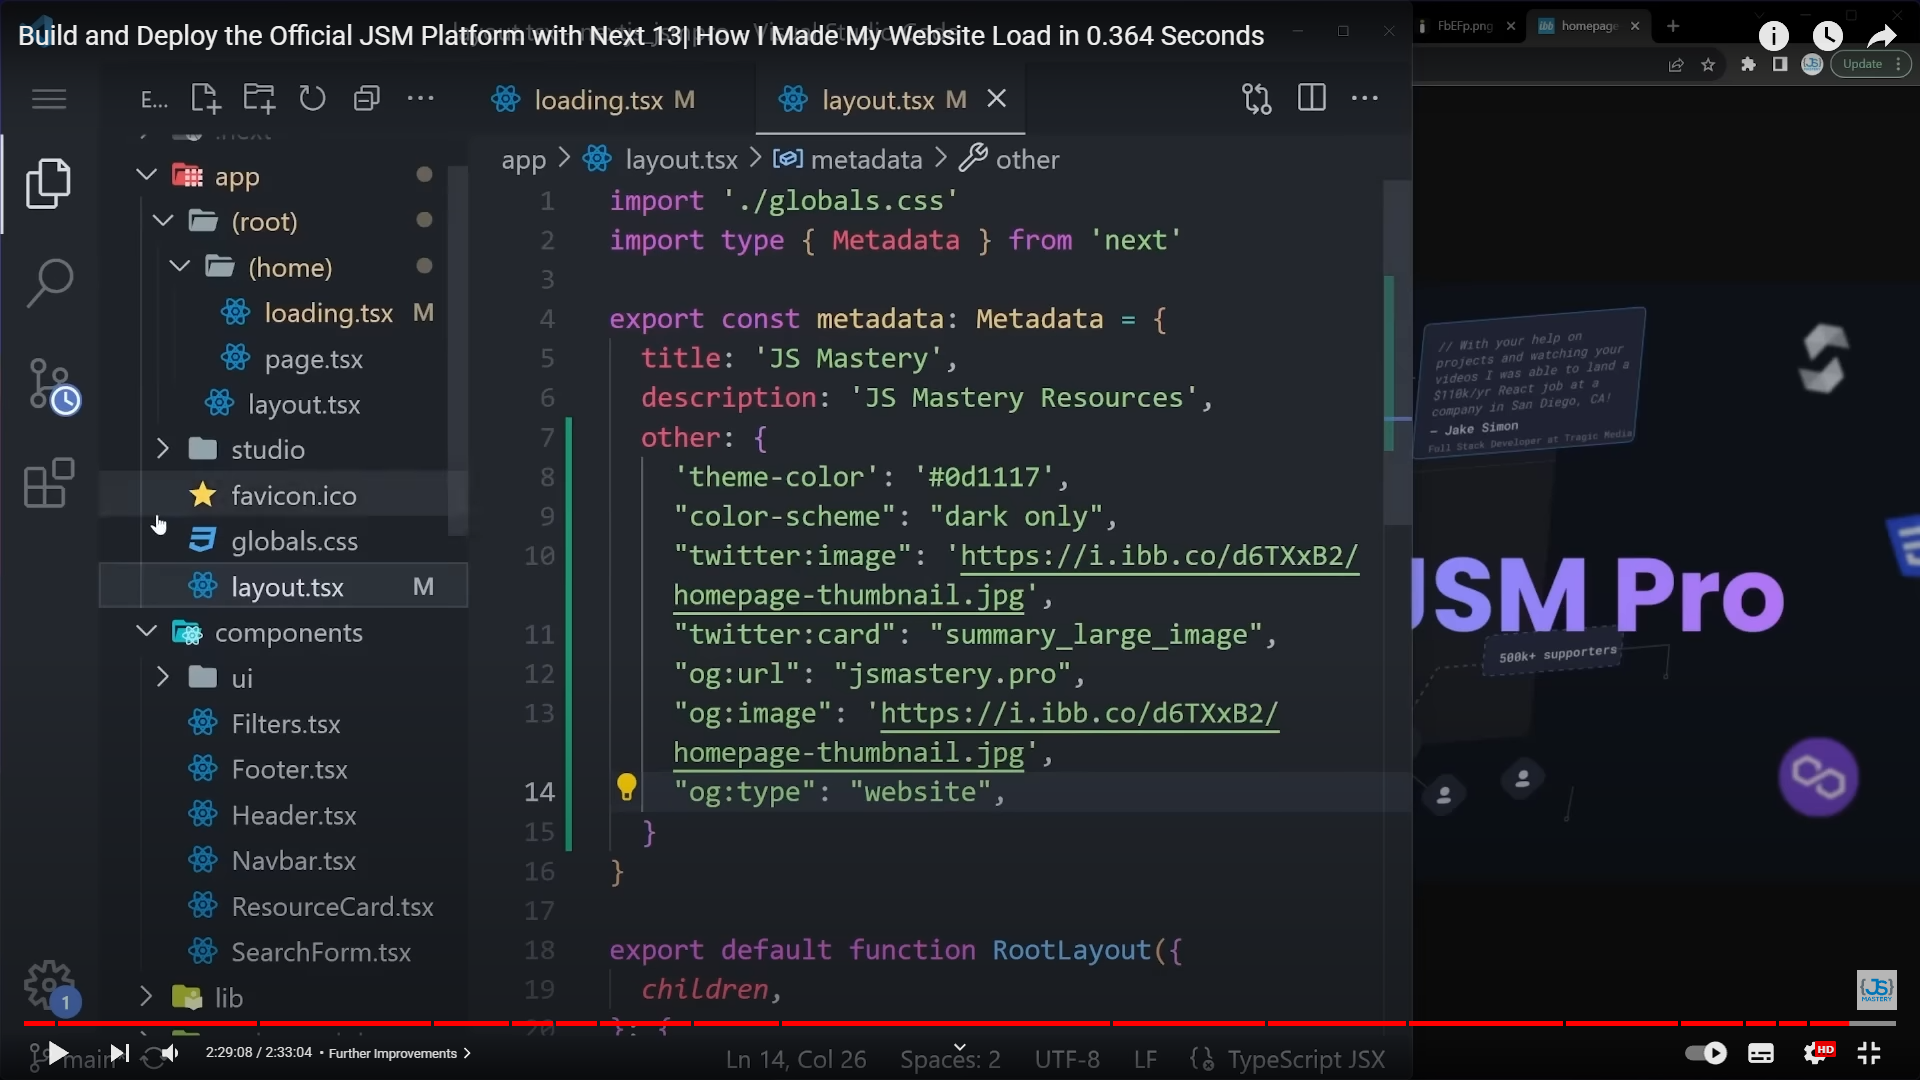 Build and Deploy the Official JSM Platform with Next 13| How I Made My Website Load in 0.364 Seconds
FbEFp.png
homepage
Update
E...
loading.tsx M
layout.tsx M
.next
app
(root)
(home)
loading.tsx M
page.tsx
layout.tsx
studio
favicon.ico
globals.css
layout.tsx M
components
ui
Filters.tsx
Footer.tsx
Header.tsx
Navbar.tsx
ResourceCard.tsx
SearchForm.tsx
lib
1
app > layout.tsx > metadata > other
1 import './globals.css'
2 import type { Metadata } from 'next'
3
4 export const metadata: Metadata = {
5 title: 'JS Mastery',
6 description: 'JS Mastery Resources',
7 other: {
8 'theme-color': '#0d1117',
9 "color-scheme": "dark only",
10 "twitter:image": 'https://i.ibb.co/d6TXxB2/
homepage-thumbnail.jpg',
11 "twitter:card": "summary_large_image",
12 "og:url": "jsmastery.pro",
13 "og:image": 'https://i.ibb.co/d6TXxB2/
homepage-thumbnail.jpg',
14 "og:type": "website",
15 }
16 }
17
18 export default function RootLayout({
19 children,
20 }: {
// With your help on
projects and watching your
videos I was able to land a
$110k/yr React job at a
company in San Diego, CA!
— Jake Simon
Full Stack Developer at Tragic Media
JSM Pro
500k+ supporters
{JS}
MASTERY
main
2:29:08 / 2:33:04 • Further Improvements >
Ln 14, Col 26 Spaces: 2 UTF-8 LF TypeScript JSX
HD